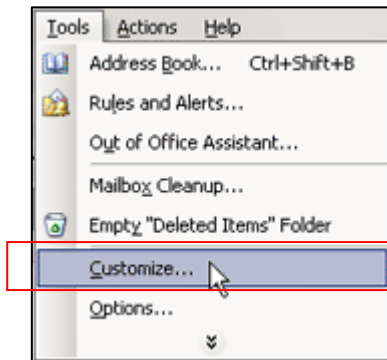 Tools Actions Help
Address Book... Ctrl+Shift+B
Rules and Alerts...
Out of Office Assistant...
Mailbox Cleanup...
Empty "Deleted Items" Folder
Customize...
Options...